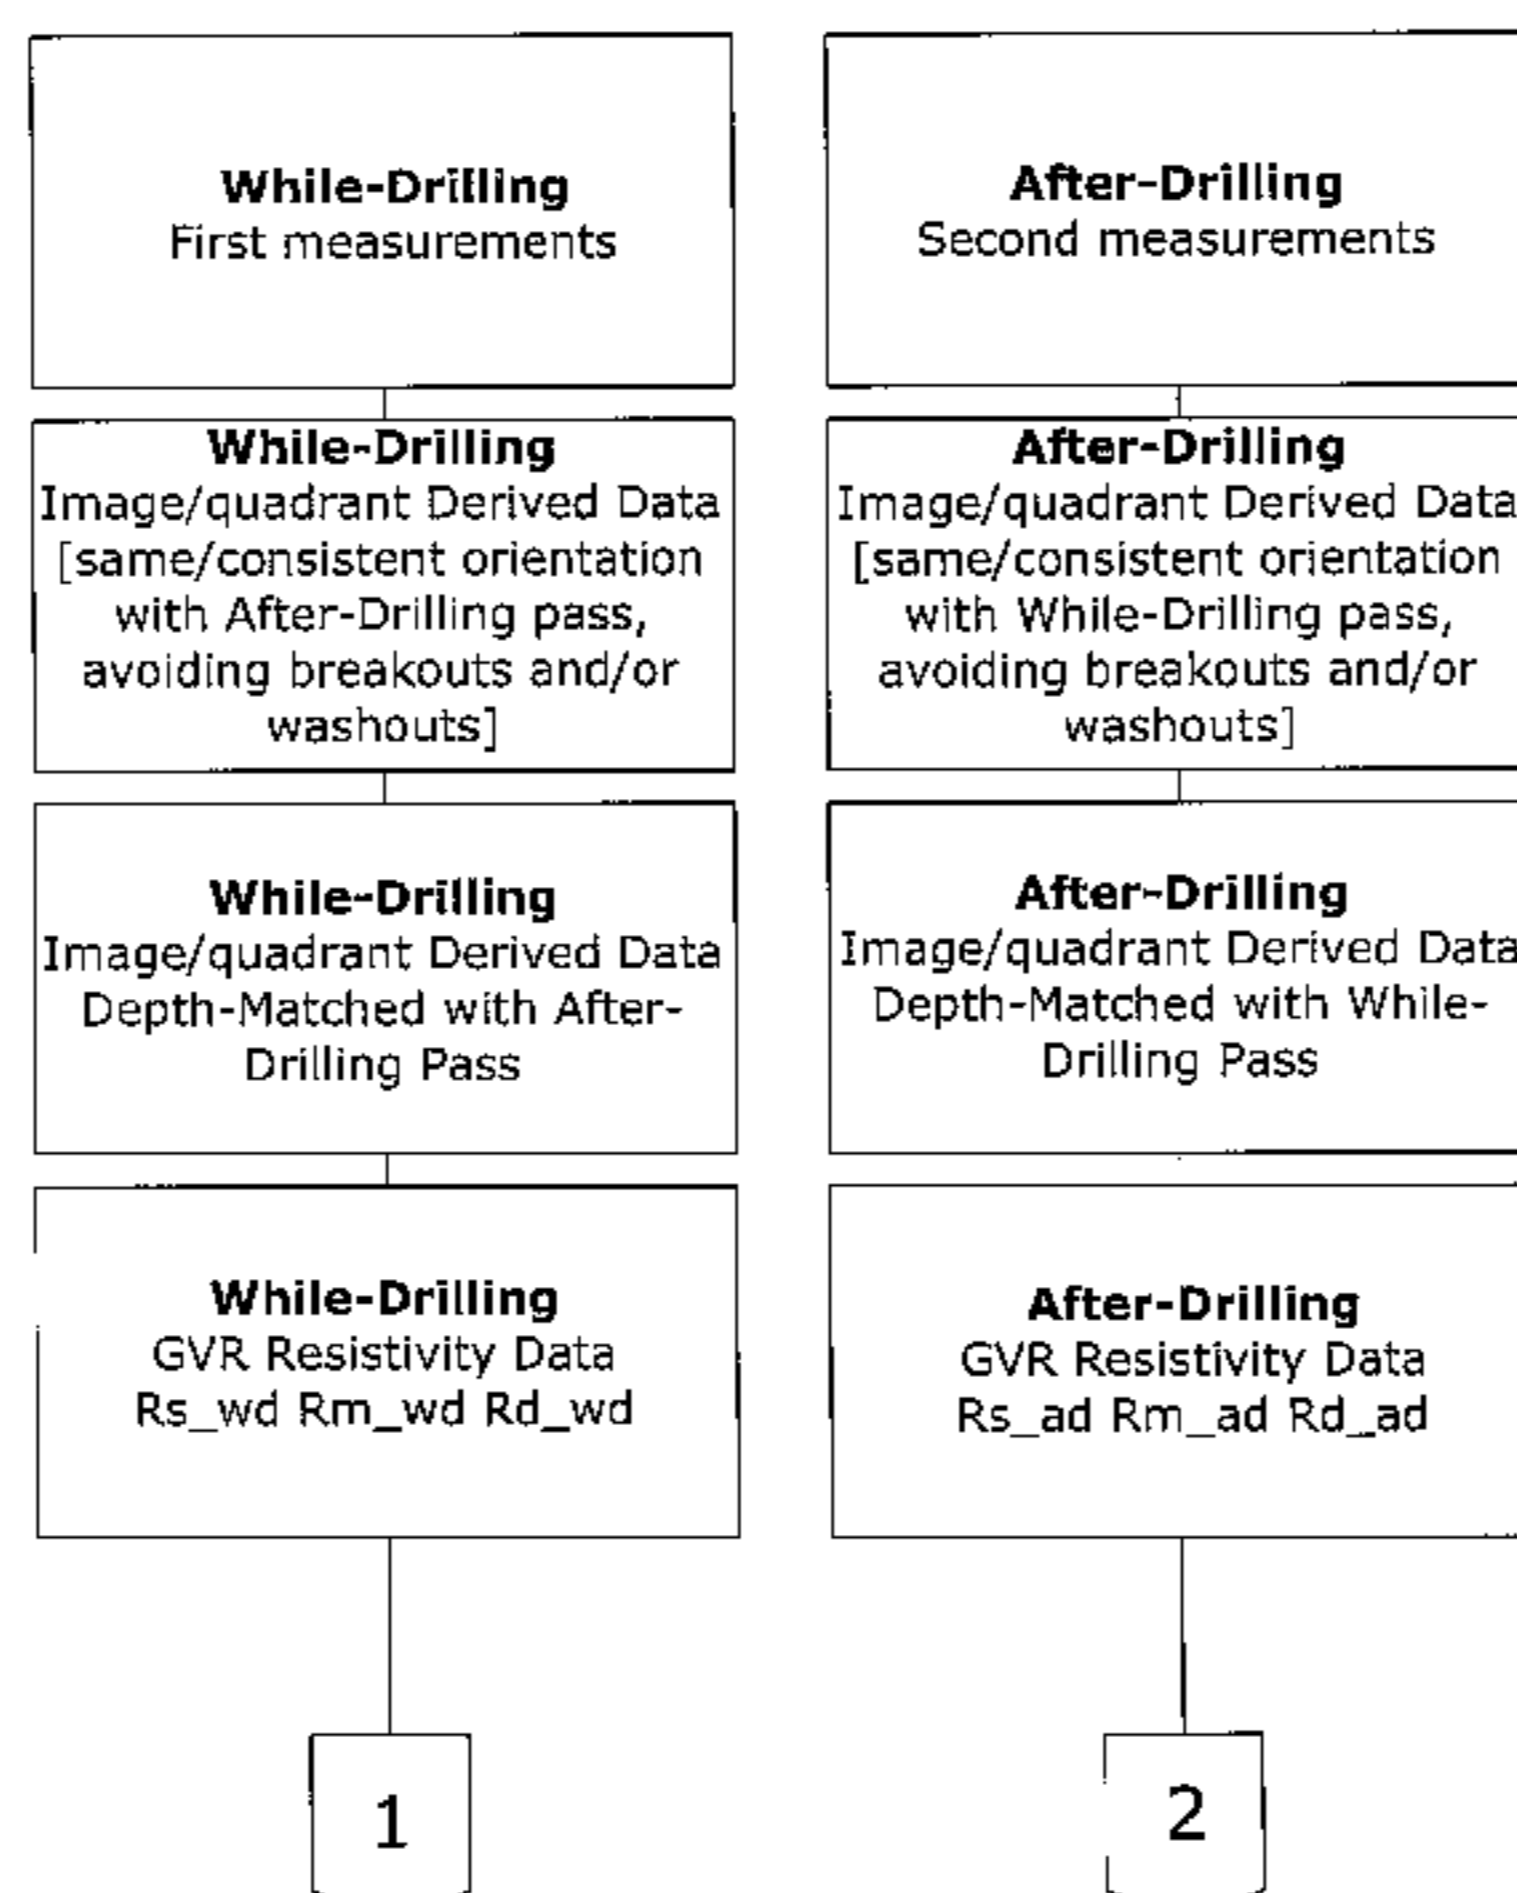 While-Drilling
First measurements
While-Drilling
Image/quadrant Derived Data
[same/consistent orientation
with After-Drilling pass,
avoiding breakouts and/or
washouts]
While-Drilling
Image/quadrant Derived Data
Depth-Matched with After-
Drilling Pass
While-Drilling
GVR Resistivity Data
Rs_wd Rm_wd Rd_wd
1
After-Drilling
Second measurements
After-Drilling
Image/quadrant Derived Data
[same/consistent orientation
with While-Drilling pass,
avoiding breakouts and/or
washouts]
After-Drilling
Image/quadrant Derived Data
Depth-Matched with While-
Drilling Pass
After-Drilling
GVR Resistivity Data
Rs_ad Rm_ad Rd_ad
2